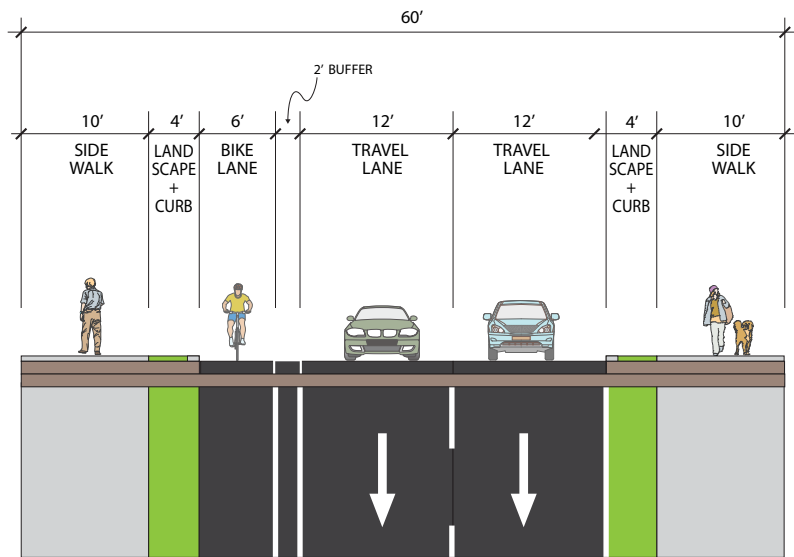 60′
2′ BUFFER
10′
4′
6′
12′
12′
4′
10′
SIDE
WALK
LAND
SCAPE
+
CURB
BIKE
LANE
TRAVEL
LANE
TRAVEL
LANE
LAND
SCAPE
+
CURB
SIDE
WALK